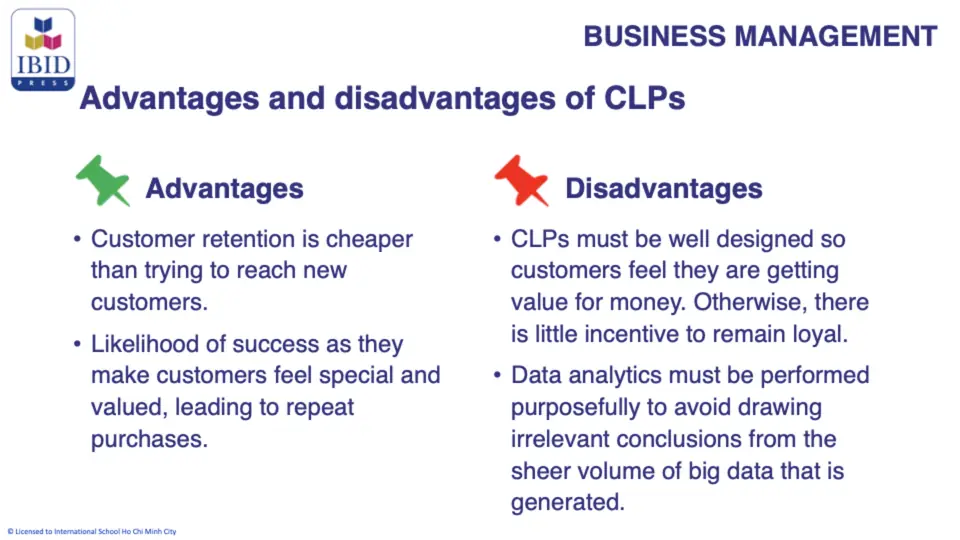 IBID
PRESS
BUSINESS MANAGEMENT
Advantages and disadvantages of CLPs
Advantages
• Customer retention is cheaper
than trying to reach new
customers.
• Likelihood of success as they
make customers feel special and
valued, leading to repeat
purchases.
Disadvantages
• CLPs must be well designed so
customers feel they are getting
value for money. Otherwise, there
is little incentive to remain loyal.
• Data analytics must be performed
purposefully to avoid drawing
irrelevant conclusions from the
sheer volume of big data that is
generated.
© Licensed to International School Ho Chi Minh City